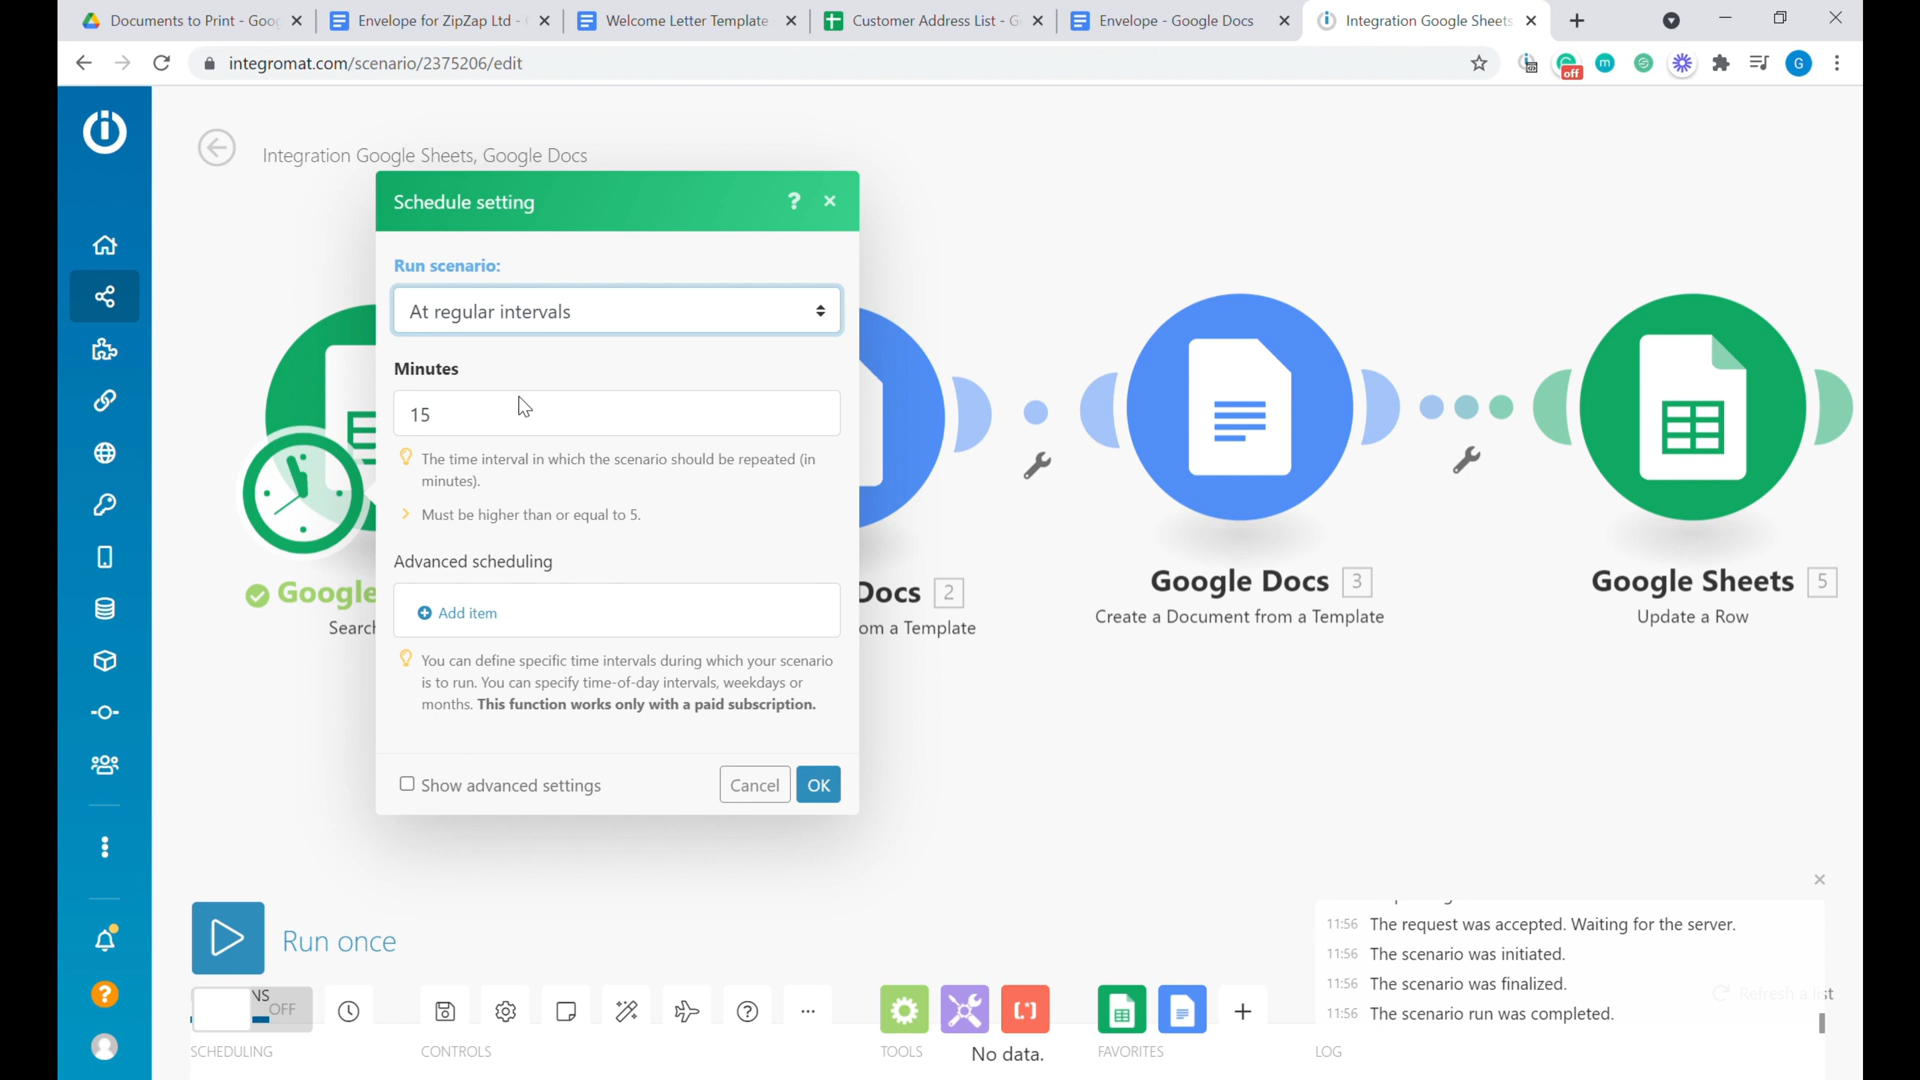 Documents to Print - Goog
Envelope for ZipZap Ltd -
Welcome Letter Template
Customer Address List - G
Envelope - Google Docs
Integration Google Sheets
integromat.com/scenario/2375206/edit
off
m
G
Integration Google Sheets, Google Docs
Schedule setting
?
Run scenario:
At regular intervals
Minutes
15
The time interval in which the scenario should be repeated (in
minutes).
Must be higher than or equal to 5.
Advanced scheduling
Add item
You can define specific time intervals during which your scenario
is to run. You can specify time-of-day intervals, weekdays or
months. This function works only with a paid subscription.
Show advanced settings
Cancel
OK
Google
Search
Docs 2
om a Template
Google Docs 3
Create a Document from a Template
Google Sheets 5
Update a Row
Run once
11:56 The request was accepted. Waiting for the server.
11:56 The scenario was initiated.
11:56 The scenario was finalized.
11:56 The scenario run was completed.
Refresh a list
NS
OFF
SCHEDULING
CONTROLS
TOOLS
No data.
FAVORITES
LOG